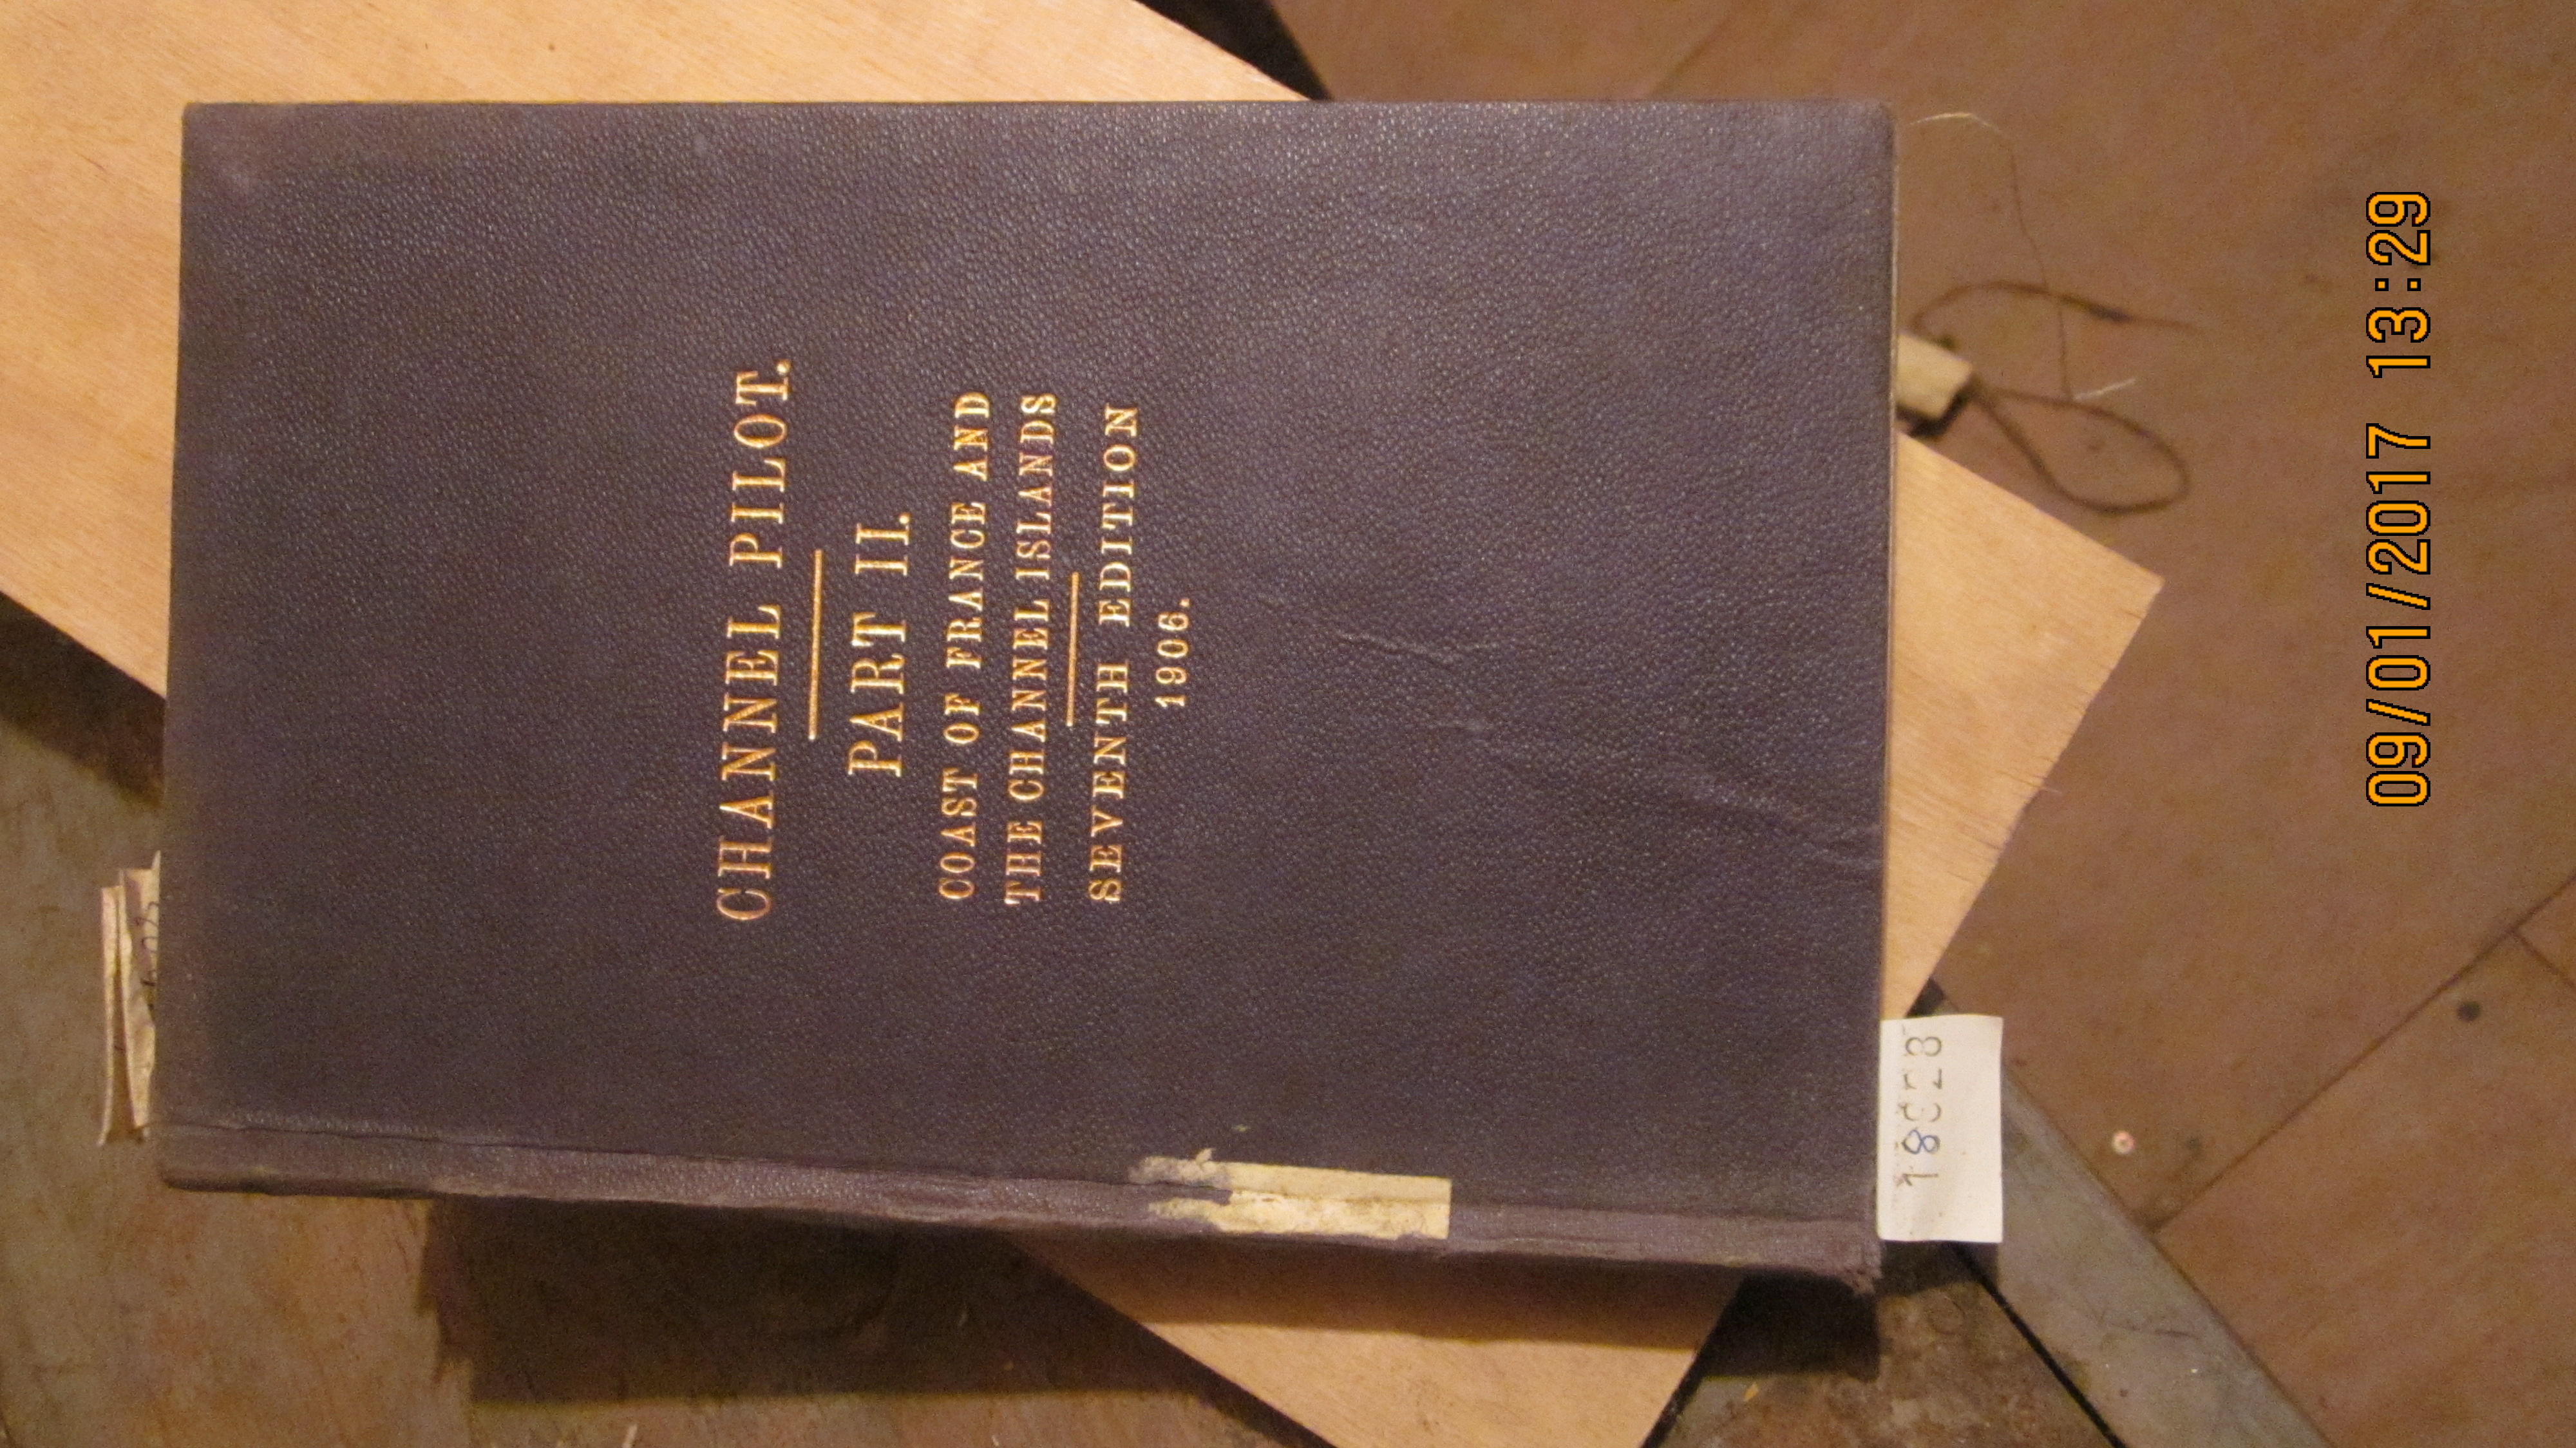 CHANNEL PILOT.
PART II.
COAST OF FRANCE AND
THE CHANNEL ISLANDS
SEVENTH EDITION
1906.
09/01/2017 13:29